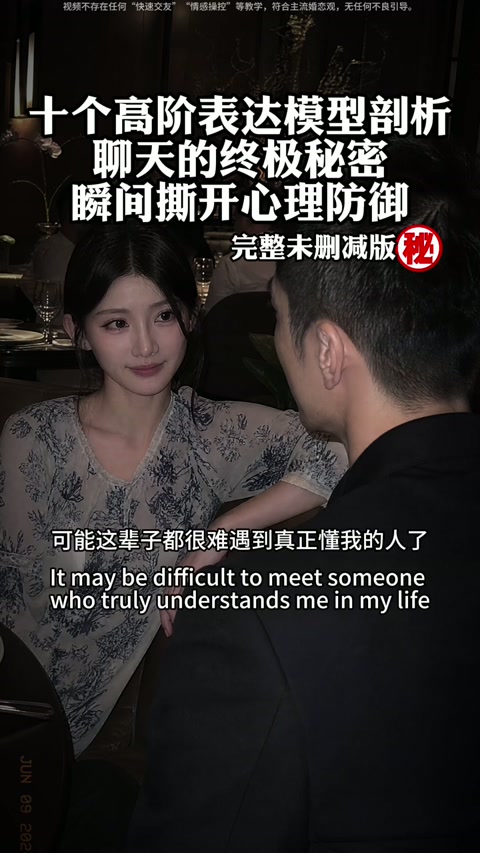 视频不存在任何“快速交友”“情感操控”等教学，符合主流婚恋观，无任何不良引导。
十个高阶表达模型剖析
聊天的终极秘密
瞬间撕开心理防御
完整未删减版 秘
可能这辈子都很难遇到真正懂我的人了
It may be difficult to meet someone
who truly understands me in my life
JUN 09 202